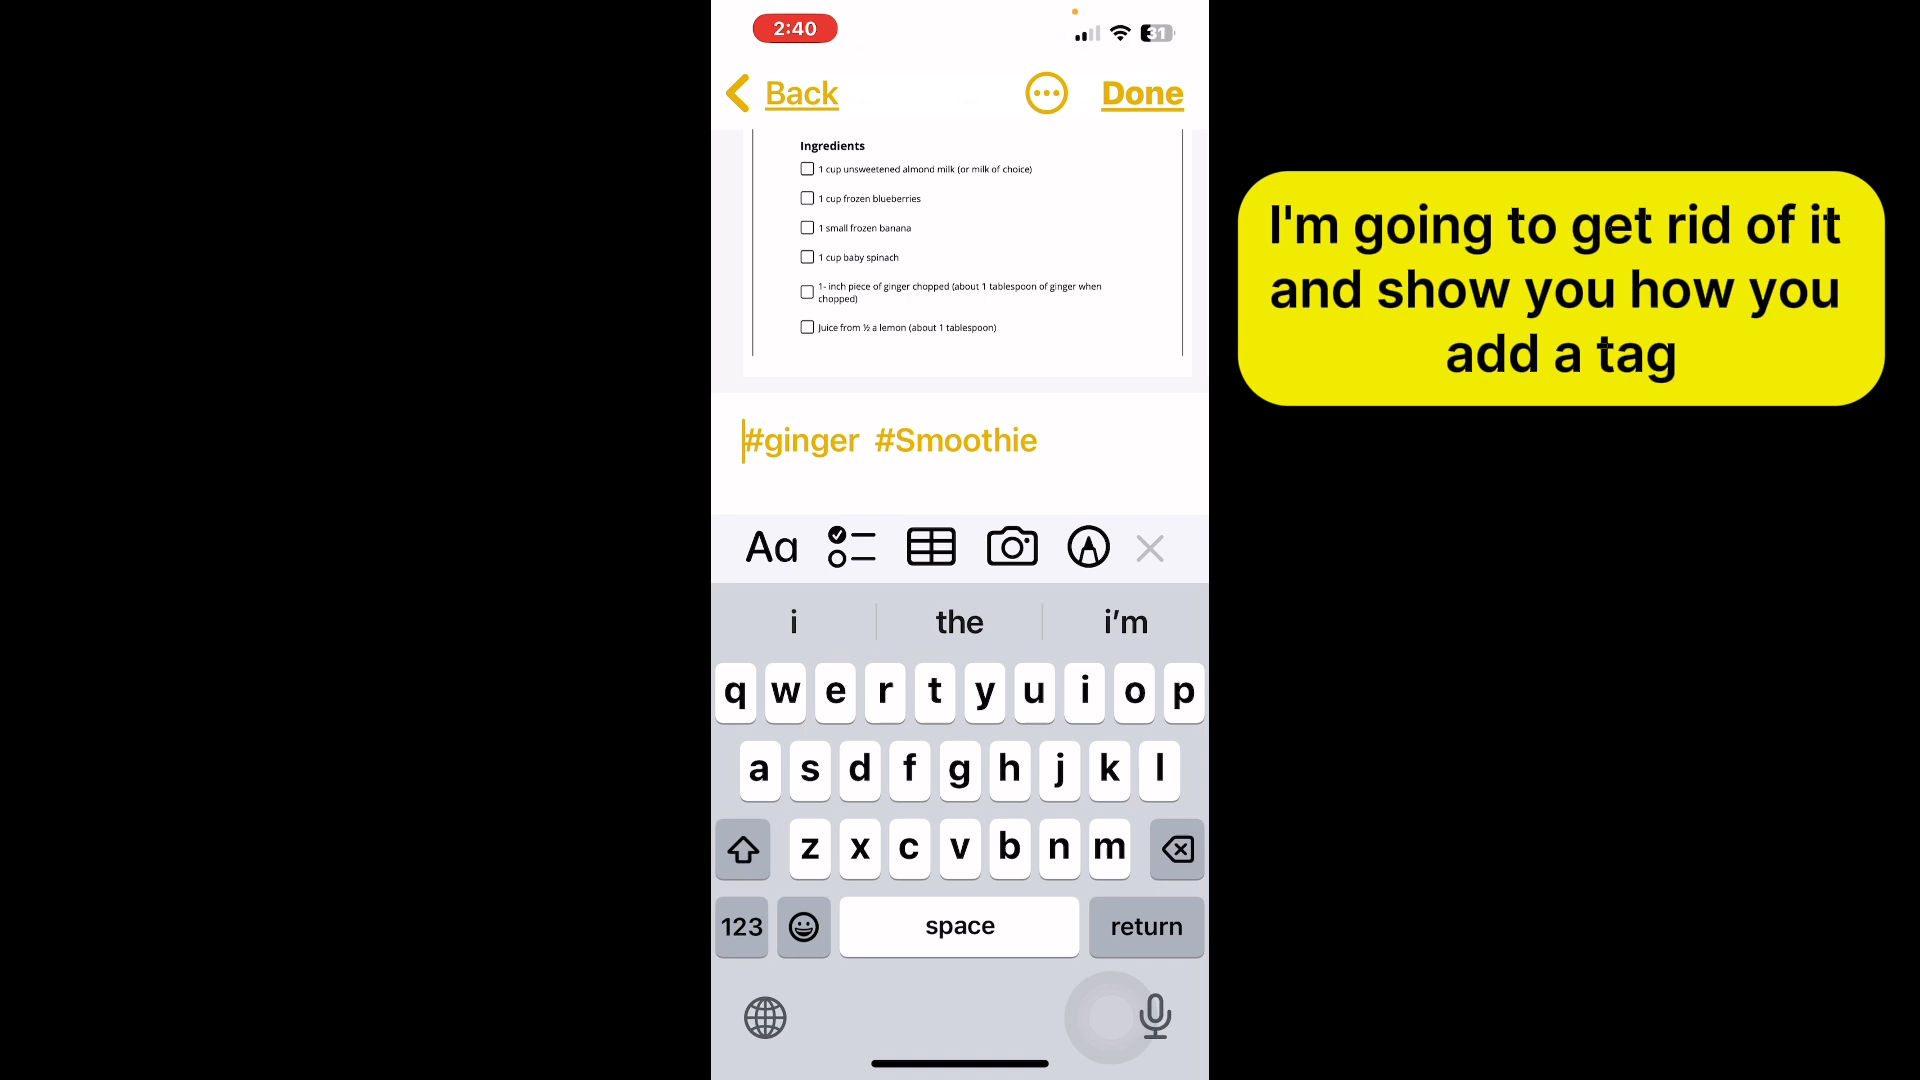 2:40
31
Back
Done
Ingredients
1 cup unsweetened almond milk (or milk of choice)
1 cup frozen blueberries
1 small frozen banana
1 cup baby spinach
1- inch piece of ginger chopped (about 1 tablespoon of ginger when
chopped)
Juice from ½ a lemon (about 1 tablespoon)
#ginger #Smoothie
Aa
i the i’m
q w e r t y u i o p
a s d f g h j k l
z x c v b n m
123 space return
I'm going to get rid of it
and show you how you
add a tag